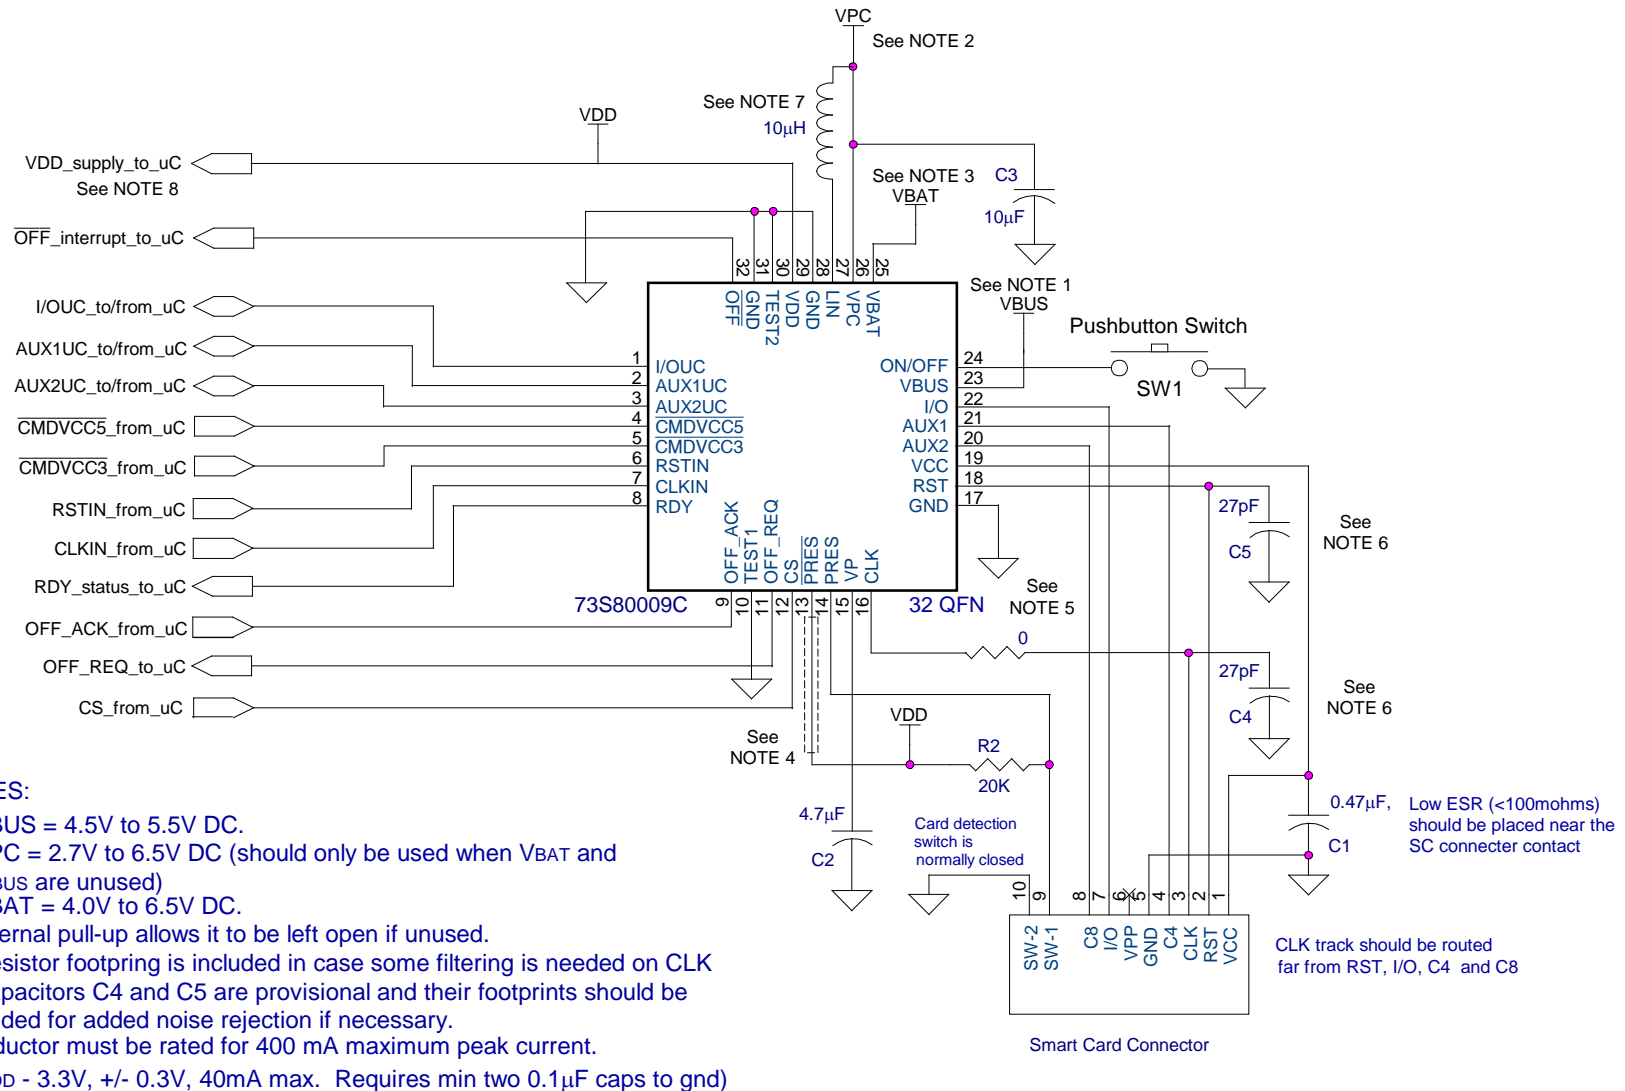 VPC
See NOTE 2
See NOTE 7
10µH
VDD
VDD_supply_to_uC
See NOTE 8
See NOTE 3
VBAT
C3
10µF
OFF_interrupt_to_uC
32 31 30 29 28 27 26 25
OFF GND TEST2 VDD GND LIN VPC VBAT
See NOTE 1
VBUS
Pushbutton Switch
SW1
I/OUC_to/from_uC
AUX1UC_to/from_uC
AUX2UC_to/from_uC
CMDVCC5_from_uC
CMDVCC3_from_uC
RSTIN_from_uC
CLKIN_from_uC
RDY_status_to_uC
OFF_ACK_from_uC
OFF_REQ_to_uC
CS_from_uC
1 I/OUC
2 AUX1UC
3 AUX2UC
4 CMDVCC5
5 CMDVCC3
6 RSTIN
7 CLKIN
8 RDY
ON/OFF 24
VBUS 23
I/O 22
AUX1 21
AUX2 20
VCC 19
RST 18
GND 17
OFF_ACK TEST1 OFF_REQ CS PRES PRES VP CLK
9 10 11 12 13 14 15 16
73S80009C
32 QFN
27pF
C5
See
NOTE 6
See
NOTE 5
0
27pF
C4
See
NOTE 6
See
NOTE 4
VDD
R2
20K
4.7µF
C2
Card detection
switch is
normally closed
0.47µF,
C1
Low ESR (<100mohms)
should be placed near the
SC connecter contact
10 9 8 7 6 5 4 3 2 1
SW-2 SW-1 C8 I/O VPP GND C4 CLK RST VCC
CLK track should be routed
far from RST, I/O, C4 and C8
Smart Card Connector
ES:
BUS = 4.5V to 5.5V DC.
PC = 2.7V to 6.5V DC (should only be used when VBAT and
BUS are unused)
BAT = 4.0V to 6.5V DC.
ernal pull-up allows it to be left open if unused.
esistor footpring is included in case some filtering is needed on CLK
pacitors C4 and C5 are provisional and their footprints should be
ded for added noise rejection if necessary.
ductor must be rated for 400 mA maximum peak current.
DD - 3.3V, +/- 0.3V, 40mA max. Requires min two 0.1µF caps to gnd)